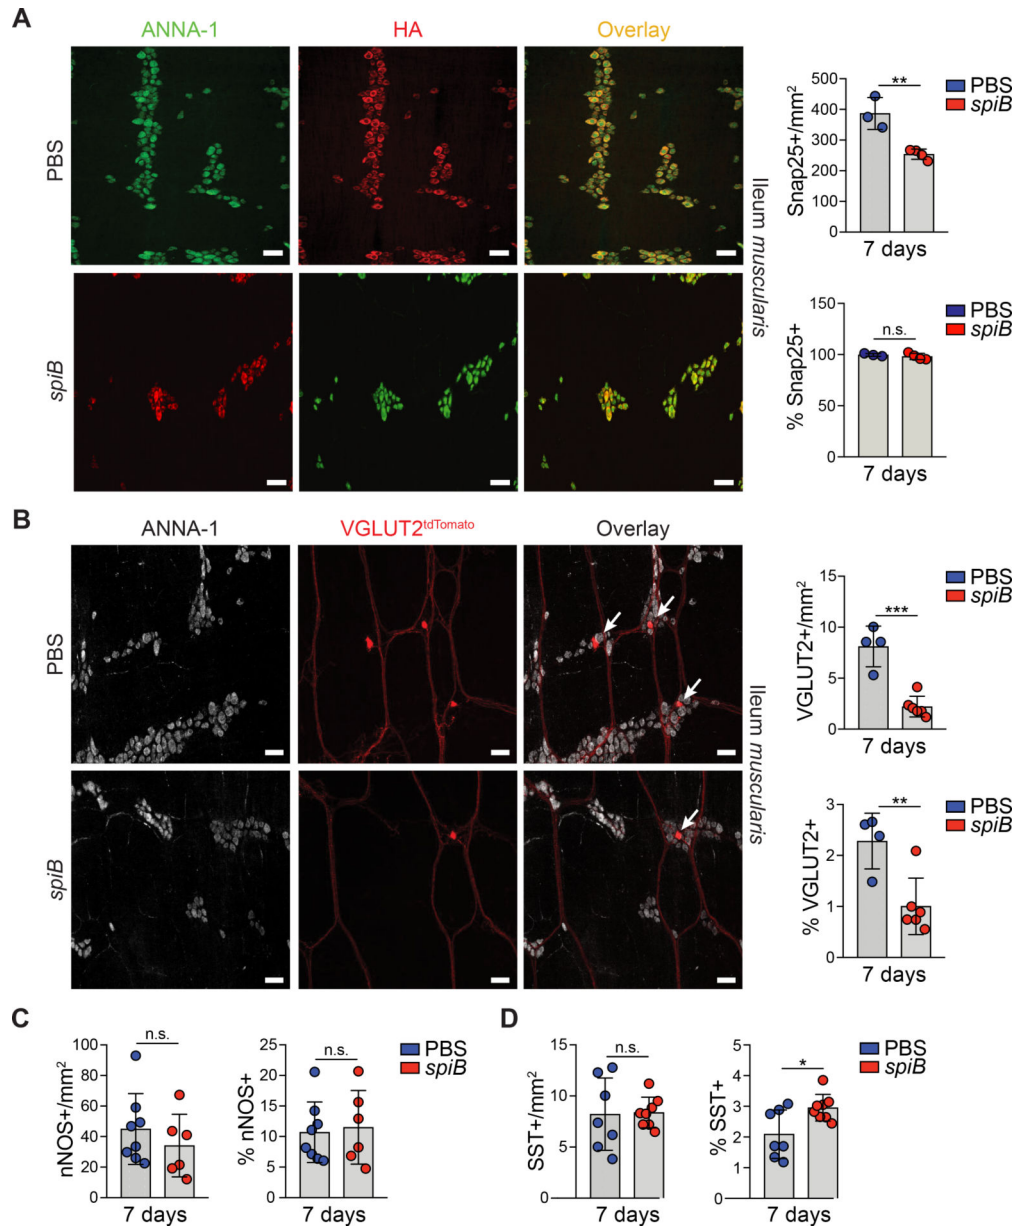 A
ANNA-1
HA
Overlay
PBS
spiB
Ileum muscularis
Snap25+/mm²
500
400
300
200
100
0
**
7 days
PBS
spiB
% Snap25+
150
100
50
0
n.s.
7 days
PBS
spiB
B
ANNA-1
VGLUT2tdTomato
Overlay
PBS
spiB
Ileum muscularis
VGLUT2+/mm²
15
10
5
0
***
7 days
PBS
spiB
% VGLUT2+
3
2
1
0
**
7 days
PBS
spiB
C
nNOS+/mm²
100
80
60
40
20
0
n.s.
7 days
% nNOS+
25
20
15
10
5
0
n.s.
7 days
PBS
spiB
D
SST+/mm²
15
10
5
0
n.s.
7 days
% SST+
5
4
3
2
1
0
*
7 days
PBS
spiB